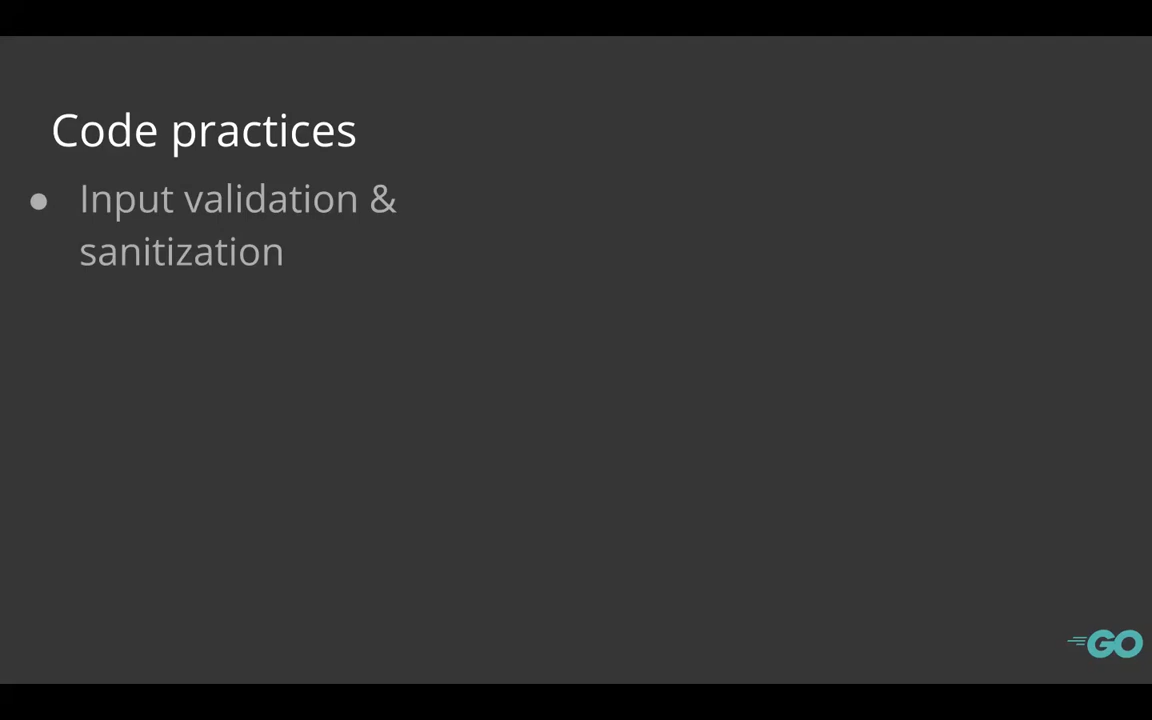 Code practices
● Input validation &
sanitization
GO